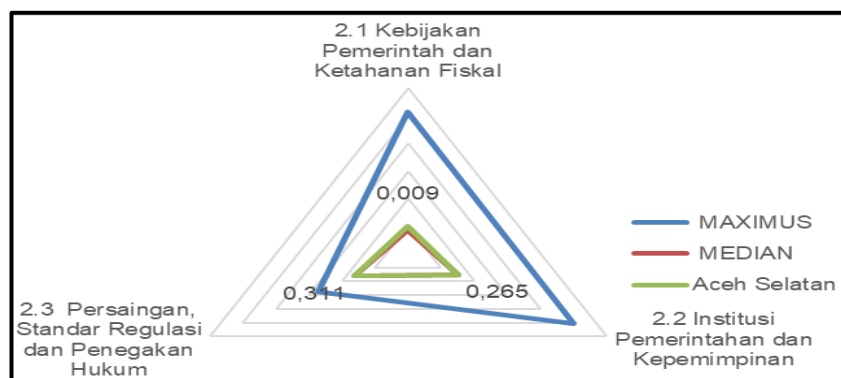 2.1 Kebijakan
Pemerintah dan
Ketahanan Fiskal
0,009
MAXIMUS
MEDIAN
Aceh Selatan
0,311
0,265
2.3 Persaingan,
Standar Regulasi
dan Penegakan
Hukum
2.2 Institusi
Pemerintahan dan
Kepemimpinan